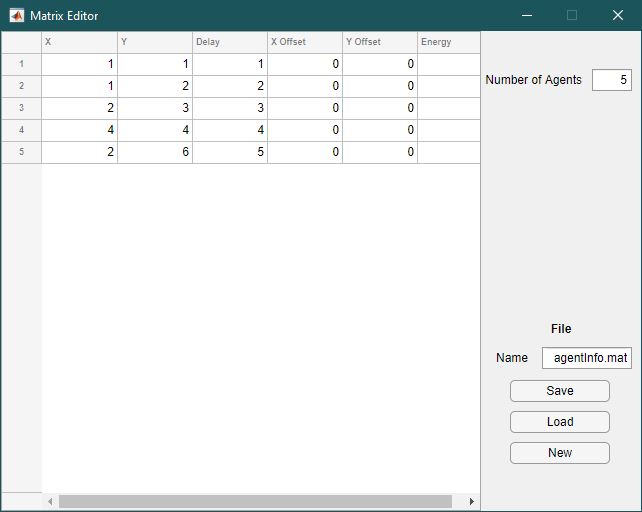 Matrix Editor
X Y Delay X Offset Y Offset Energy
1 1 1 1 0 0
2 1 2 2 0 0
3 2 3 3 0 0
4 4 4 4 0 0
5 2 6 5 0 0
Number of Agents 5
File
Name agentInfo.mat
Save
Load
New